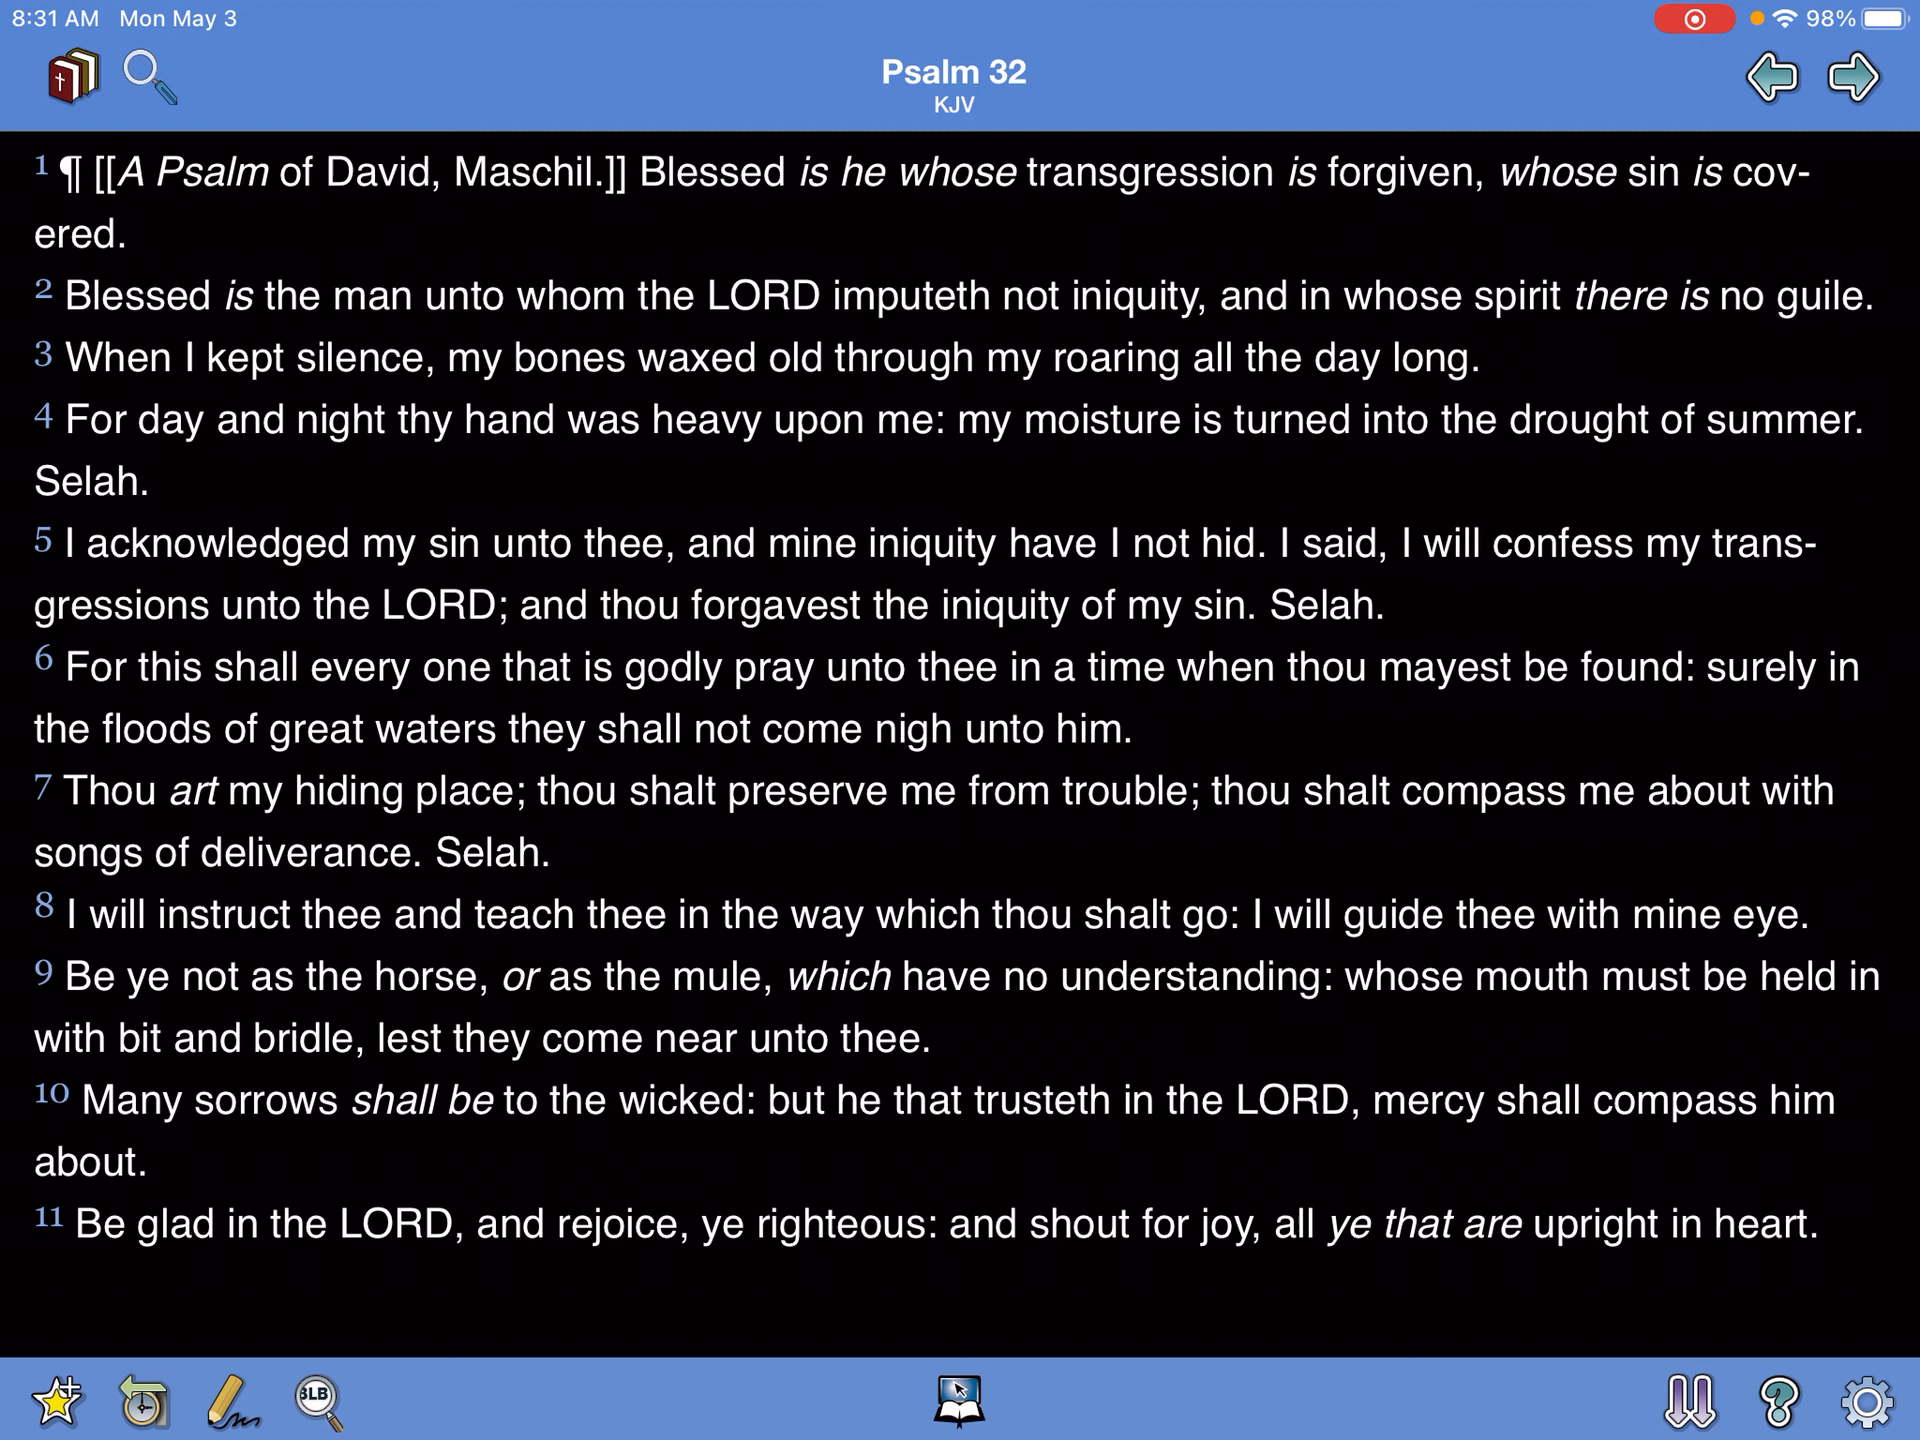 8:31 AM Mon May 3 98%
Psalm 32
KJV
1 ¶ [[A Psalm of David, Maschil.]] Blessed is he whose transgression is forgiven, whose sin is cov-
ered.
2 Blessed is the man unto whom the LORD imputeth not iniquity, and in whose spirit there is no guile.
3 When I kept silence, my bones waxed old through my roaring all the day long.
4 For day and night thy hand was heavy upon me: my moisture is turned into the drought of summer.
Selah.
5 I acknowledged my sin unto thee, and mine iniquity have I not hid. I said, I will confess my trans-
gressions unto the LORD; and thou forgavest the iniquity of my sin. Selah.
6 For this shall every one that is godly pray unto thee in a time when thou mayest be found: surely in
the floods of great waters they shall not come nigh unto him.
7 Thou art my hiding place; thou shalt preserve me from trouble; thou shalt compass me about with
songs of deliverance. Selah.
8 I will instruct thee and teach thee in the way which thou shalt go: I will guide thee with mine eye.
9 Be ye not as the horse, or as the mule, which have no understanding: whose mouth must be held in
with bit and bridle, lest they come near unto thee.
10 Many sorrows shall be to the wicked: but he that trusteth in the LORD, mercy shall compass him
about.
11 Be glad in the LORD, and rejoice, ye righteous: and shout for joy, all ye that are upright in heart.
BLB